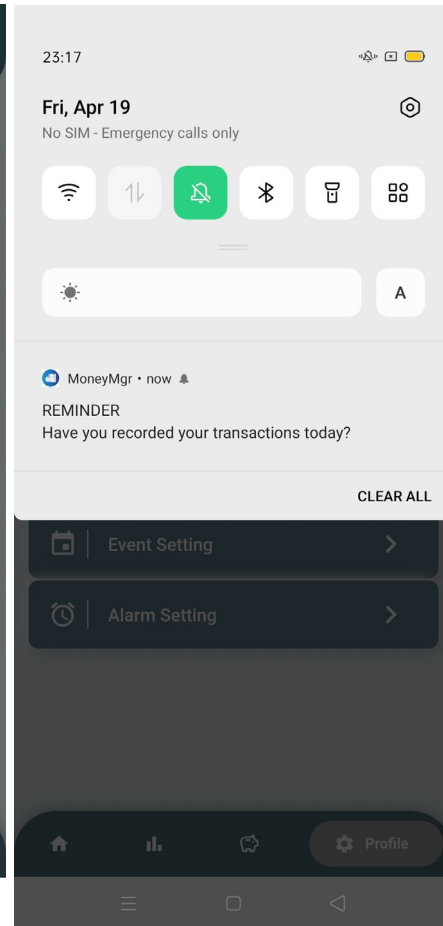 23:17
Fri, Apr 19
No SIM - Emergency calls only
A
MoneyMgr • now
REMINDER
Have you recorded your transactions today?
CLEAR ALL
Event Setting
Alarm Setting
Profile